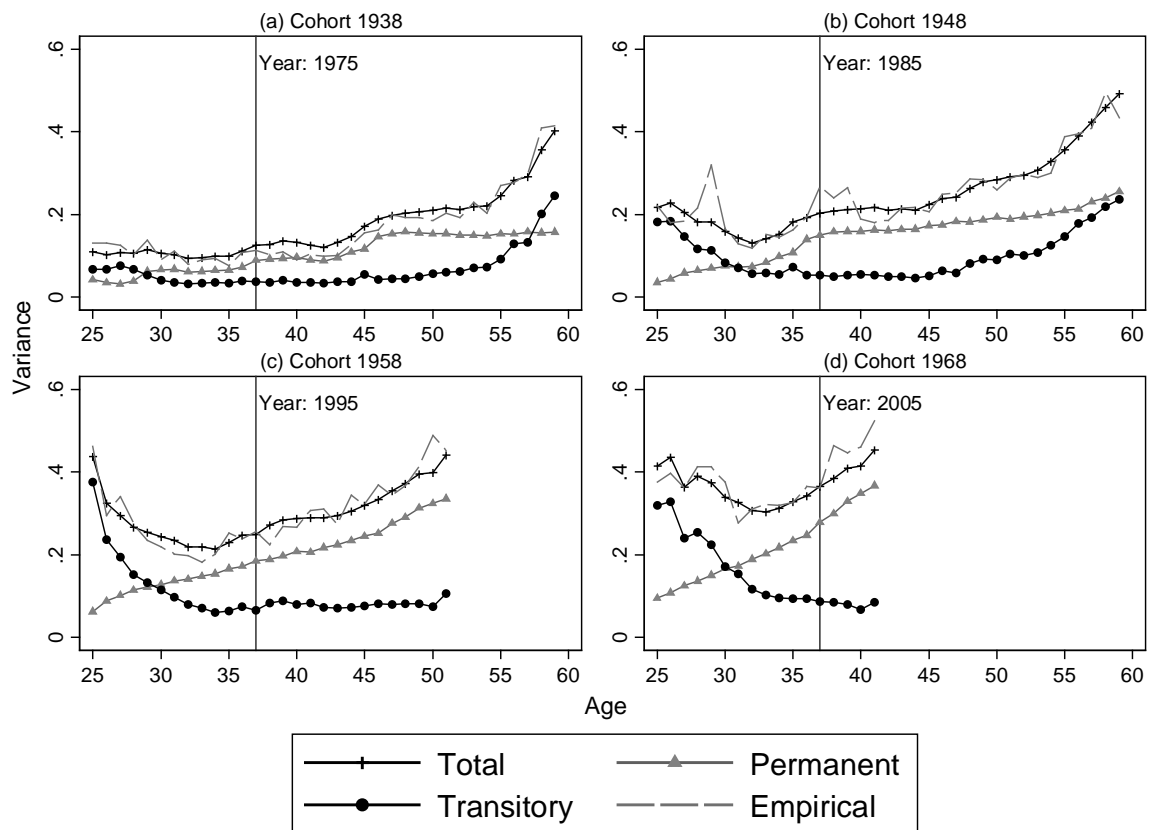 (a) Cohort 1938
(b) Cohort 1948
Year: 1975
Year: 1985
0 .2 .4 .6
0 .2 .4 .6
25 30 35 40 45 50 55 60
25 30 35 40 45 50 55 60
(c) Cohort 1958
(d) Cohort 1968
Year: 1995
Year: 2005
0 .2 .4 .6
0 .2 .4 .6
25 30 35 40 45 50 55 60
25 30 35 40 45 50 55 60
Variance
Age
Total
Permanent
Transitory
Empirical